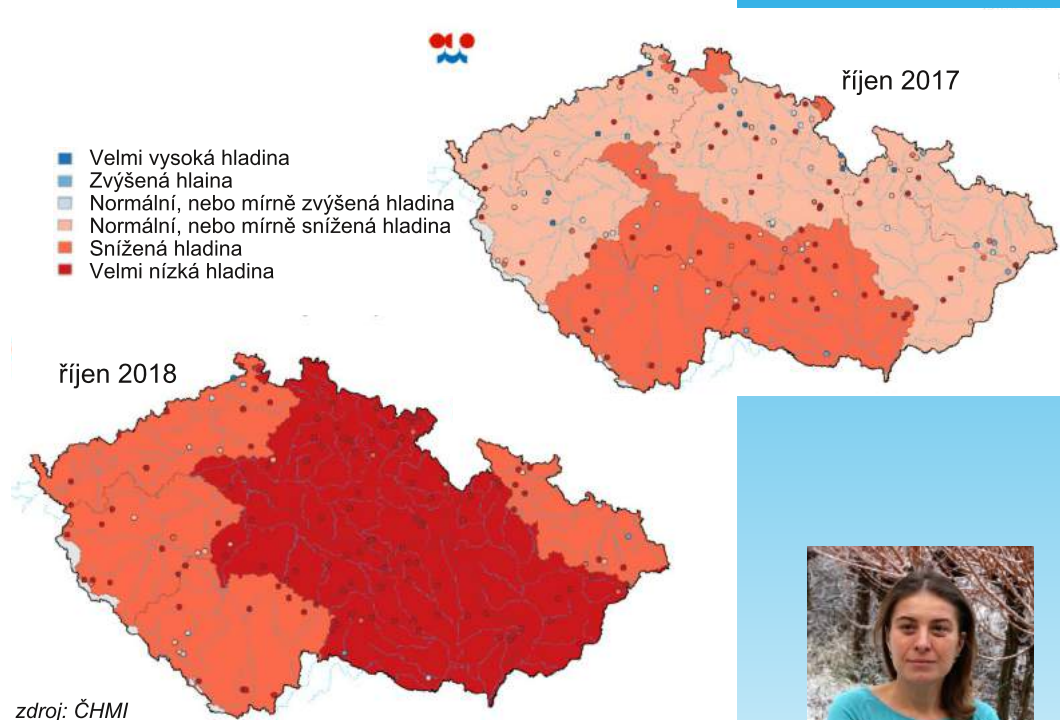 říjen 2017
Velmi vysoká hladina
Zvýšená hlaina
Normální, nebo mírně zvýšená hladina
Normální, nebo mírně snížená hladina
Snížená hladina
Velmi nízká hladina
říjen 2018
zdroj: ČHMI